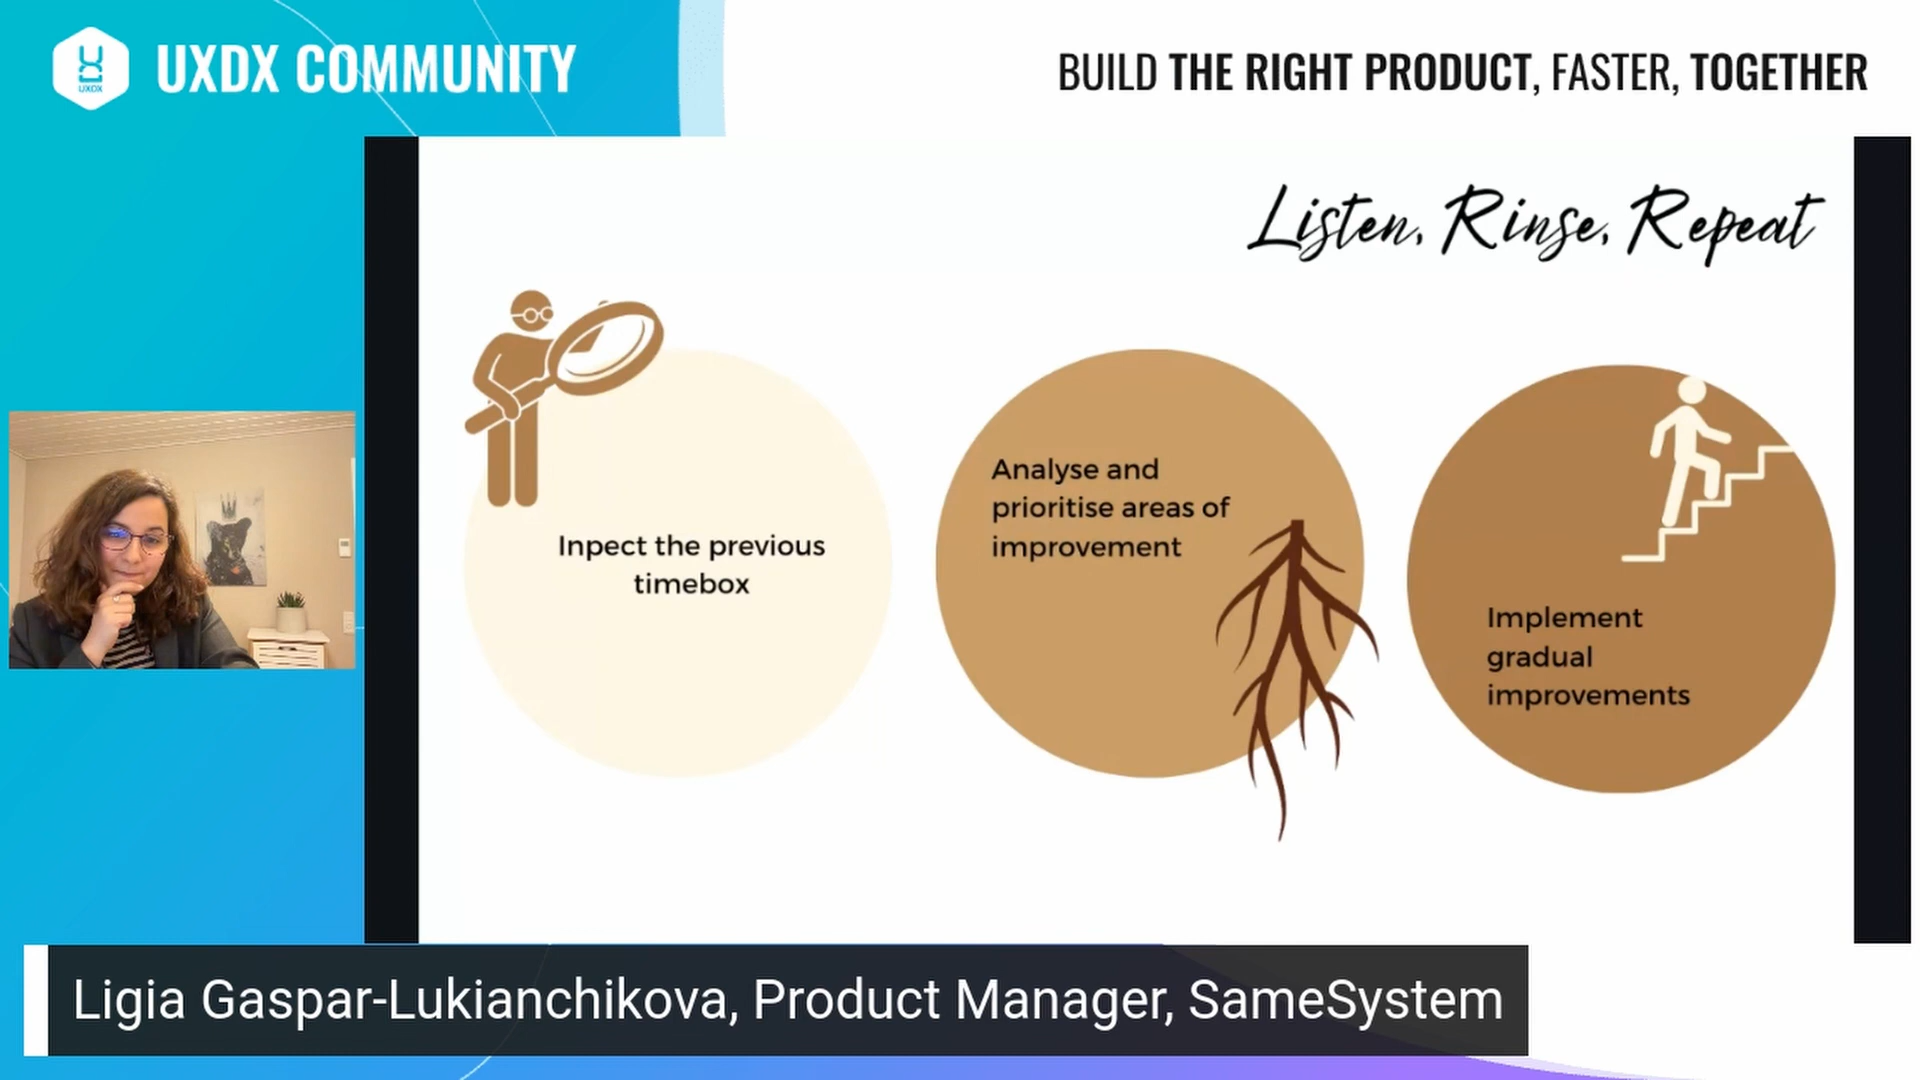 UXDX
UXDX COMMUNITY
BUILD THE RIGHT PRODUCT, FASTER, TOGETHER
Listen, Rinse, Repeat
Inpect the previous
timebox
Analyse and
prioritise areas of
improvement
Implement
gradual
improvements
Ligia Gaspar-Lukianchikova, Product Manager, SameSystem